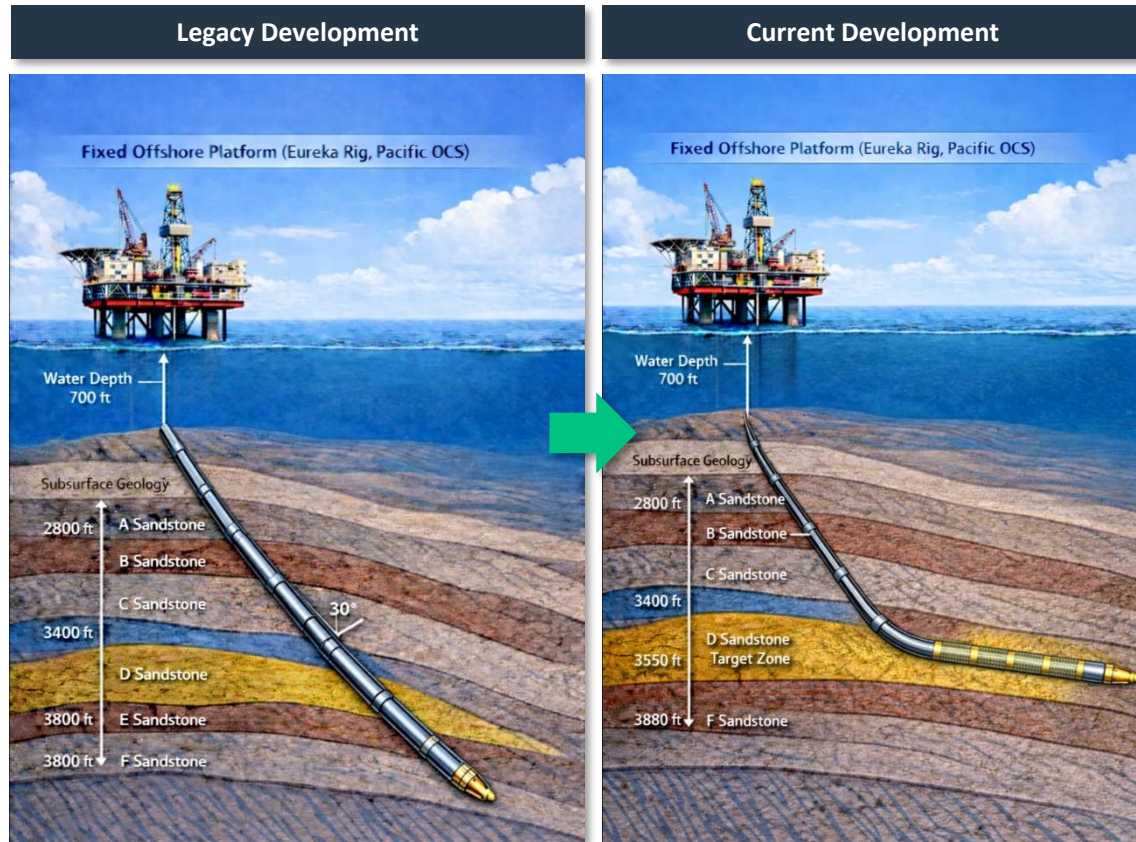 Legacy Development
Fixed Offshore Platform (Eureka Rig, Pacific OCS)
Water Depth
700 ft
Subsurface Geology
2800 ft
A Sandstone
B Sandstone
C Sandstone
30°
3400 ft
D Sandstone
3800 ft
E Sandstone
3800 ft
F Sandstone
Current Development
Fixed Offshore Platform (Eureka Rig, Pacific OCS)
Water Depth
700 ft
Subsurface Geology
2800 ft
A Sandstone
B Sandstone
C Sandstone
3400 ft
D Sandstone
Target Zone
3550 ft
3880 ft
F Sandstone